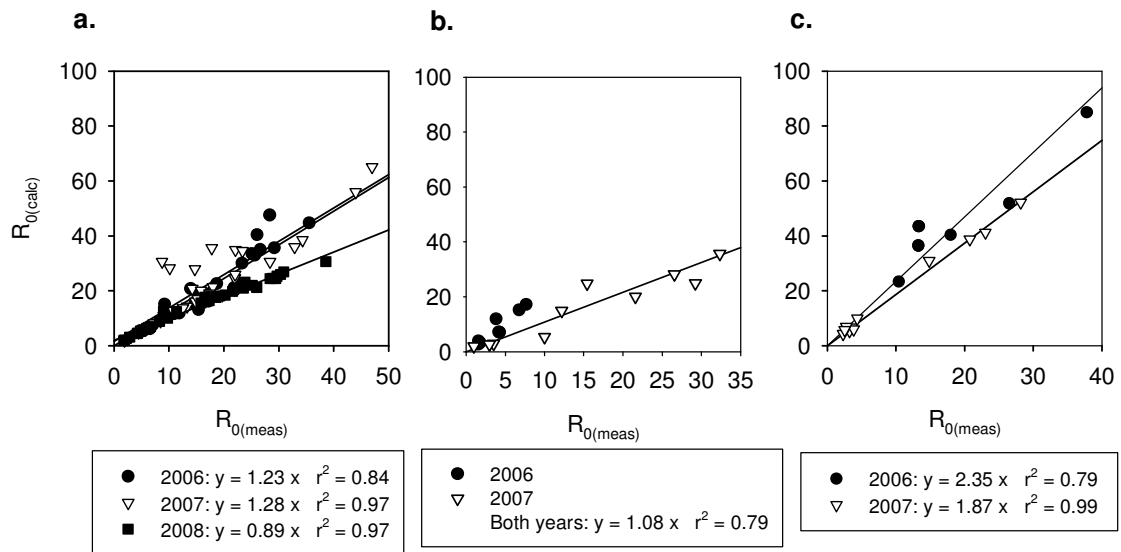 a.
b.
c.
R0(calc)
100
80
60
40
20
0
0 10 20 30 40 50
R0(meas)
100
80
60
40
20
0
0 5 10 15 20 25 30 35
R0(meas)
100
80
60
40
20
0
0 10 20 30 40
R0(meas)
2006: y = 1.23 x r2 = 0.84
2007: y = 1.28 x r2 = 0.97
2008: y = 0.89 x r2 = 0.97
2006
2007
Both years: y = 1.08 x r2 = 0.79
2006: y = 2.35 x r2 = 0.79
2007: y = 1.87 x r2 = 0.99